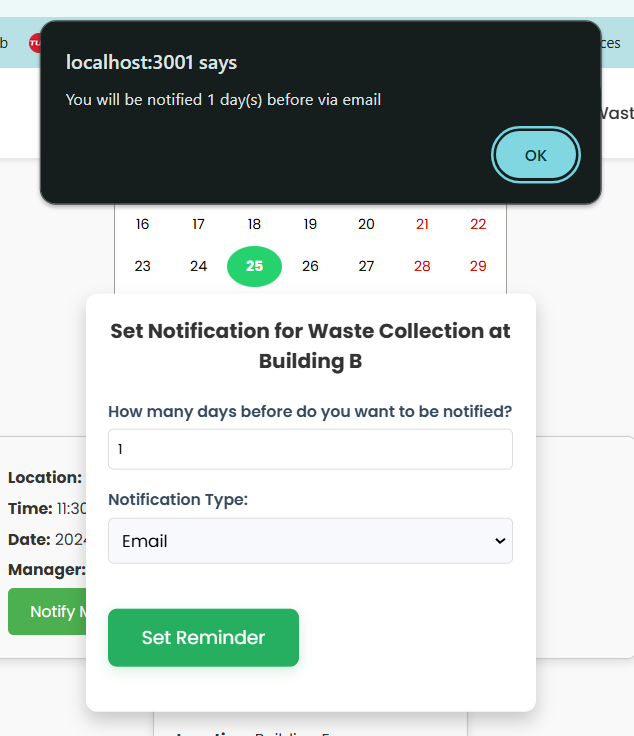 localhost:3001 says
You will be notified 1 day(s) before via email
OK
16 17 18 19 20 21 22
23 24 25 26 27 28 29
Set Notification for Waste Collection at
Building B
How many days before do you want to be notified?
1
Notification Type:
Email
Set Reminder
Location:
Time: 11:30
Date: 2024
Manager:
Notify M